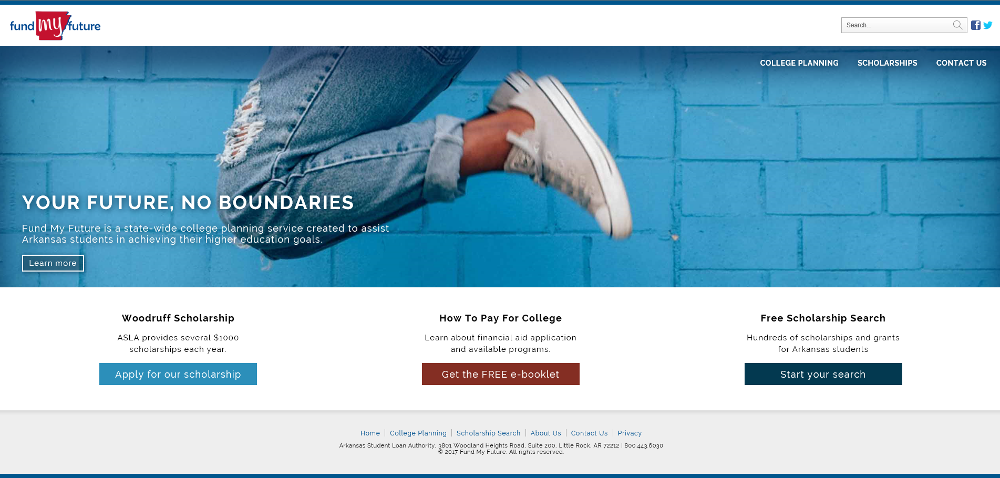 fund my future
Search...
COLLEGE PLANNING SCHOLARSHIPS CONTACT US
YOUR FUTURE, NO BOUNDARIES
Fund My Future is a state-wide college planning service created to assist
Arkansas students in achieving their higher education goals.
Learn more
Woodruff Scholarship
ASLA provides several $1000
scholarships each year.
Apply for our scholarship
How To Pay For College
Learn about financial aid application
and available programs.
Get the FREE e-booklet
Free Scholarship Search
Hundreds of scholarships and grants
for Arkansas students
Start your search
Home | College Planning | Scholarship Search | About Us | Contact Us | Privacy
Arkansas Student Loan Authority, 3801 Woodland Heights Road, Suite 200, Little Rock, AR 72212 | 800.443.6030
© 2017 Fund My Future. All rights reserved.